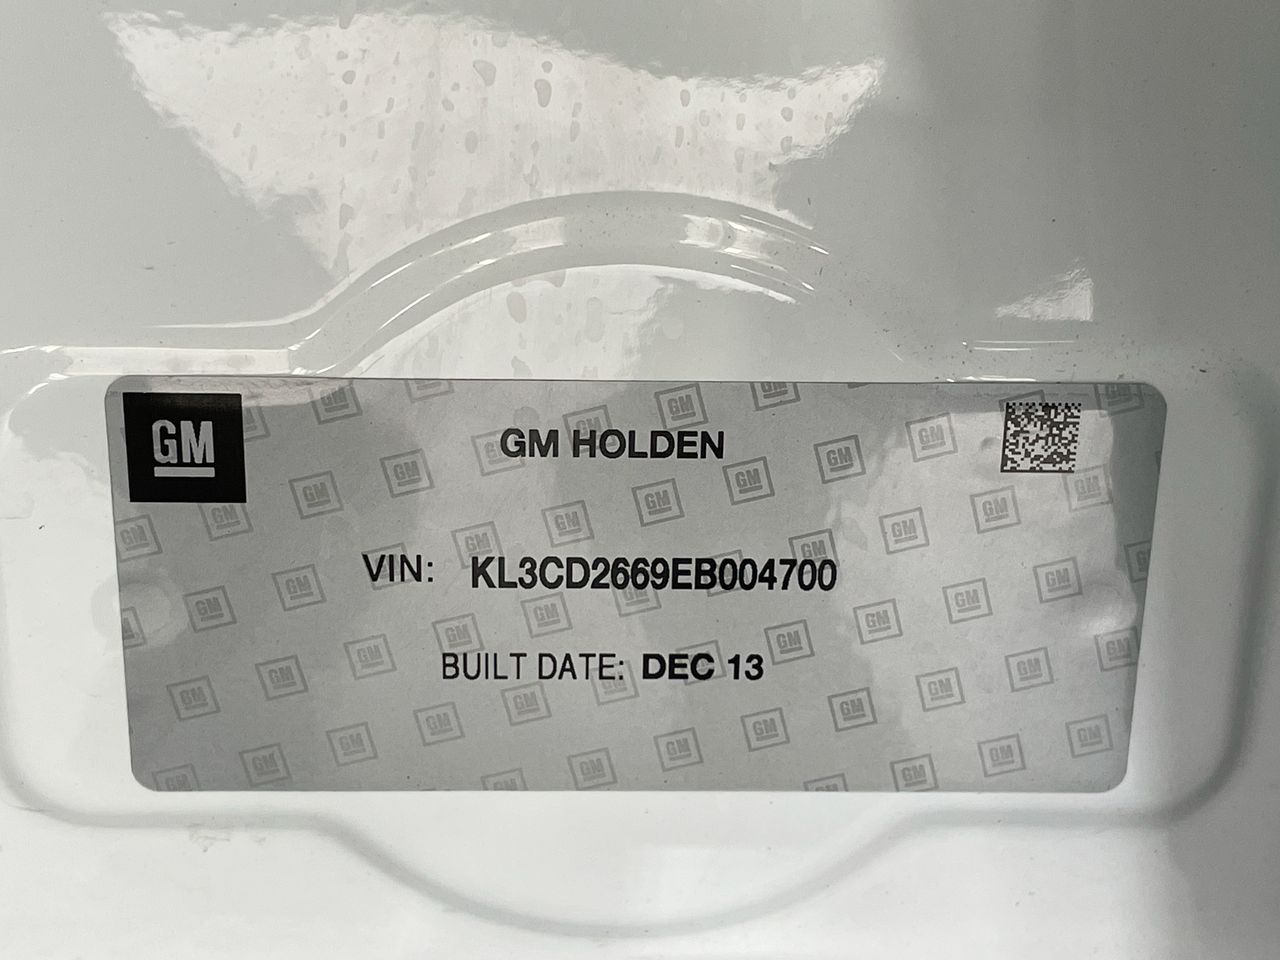 GM
GM HOLDEN
VIN: KL3CD2669EB004700
BUILT DATE: DEC 13